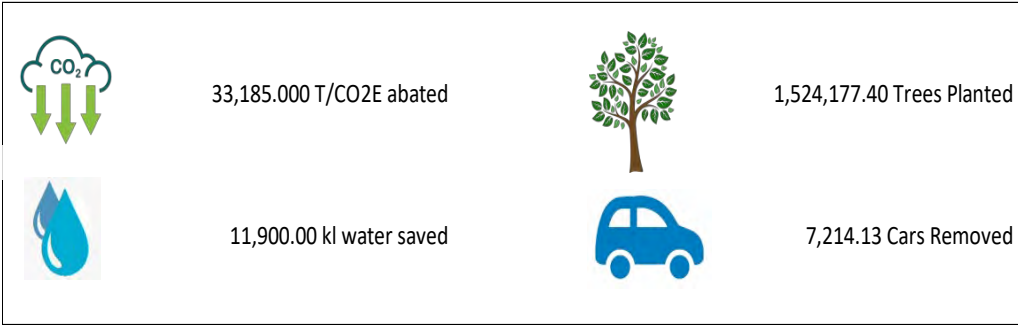 CO2
33,185.000 T/CO2E abated
1,524,177.40 Trees Planted
11,900.00 kl water saved
7,214.13 Cars Removed